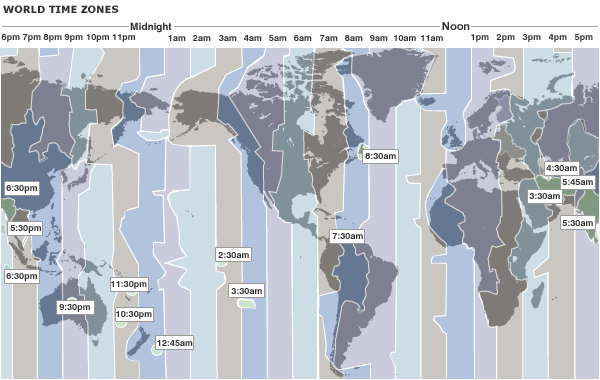 WORLD TIME ZONES
Midnight Noon
6pm 7pm 8pm 9pm 10pm 11pm 1am 2am 3am 4am 5am 6am 7am 8am 9am 10am 11am 1pm 2pm 3pm 4pm 5pm
8:30am
4:30am
5:45am
6:30pm
3:30am
5:30pm
5:30am
7:30am
2:30am
6:30pm
11:30pm
3:30am
9:30pm
10:30pm
12:45am